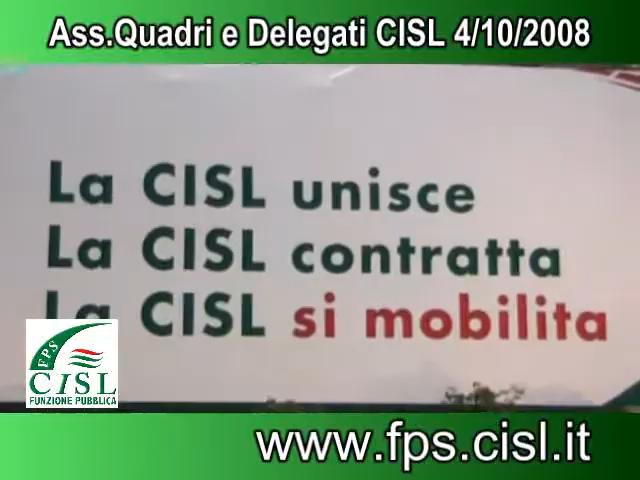 Ass.Quadri e Delegati CISL 4/10/2008
La CISL unisce
La CISL contratta
La CISL si mobilita
FPS
CISL
FUNZIONE PUBBLICA
www.fps.cisl.it